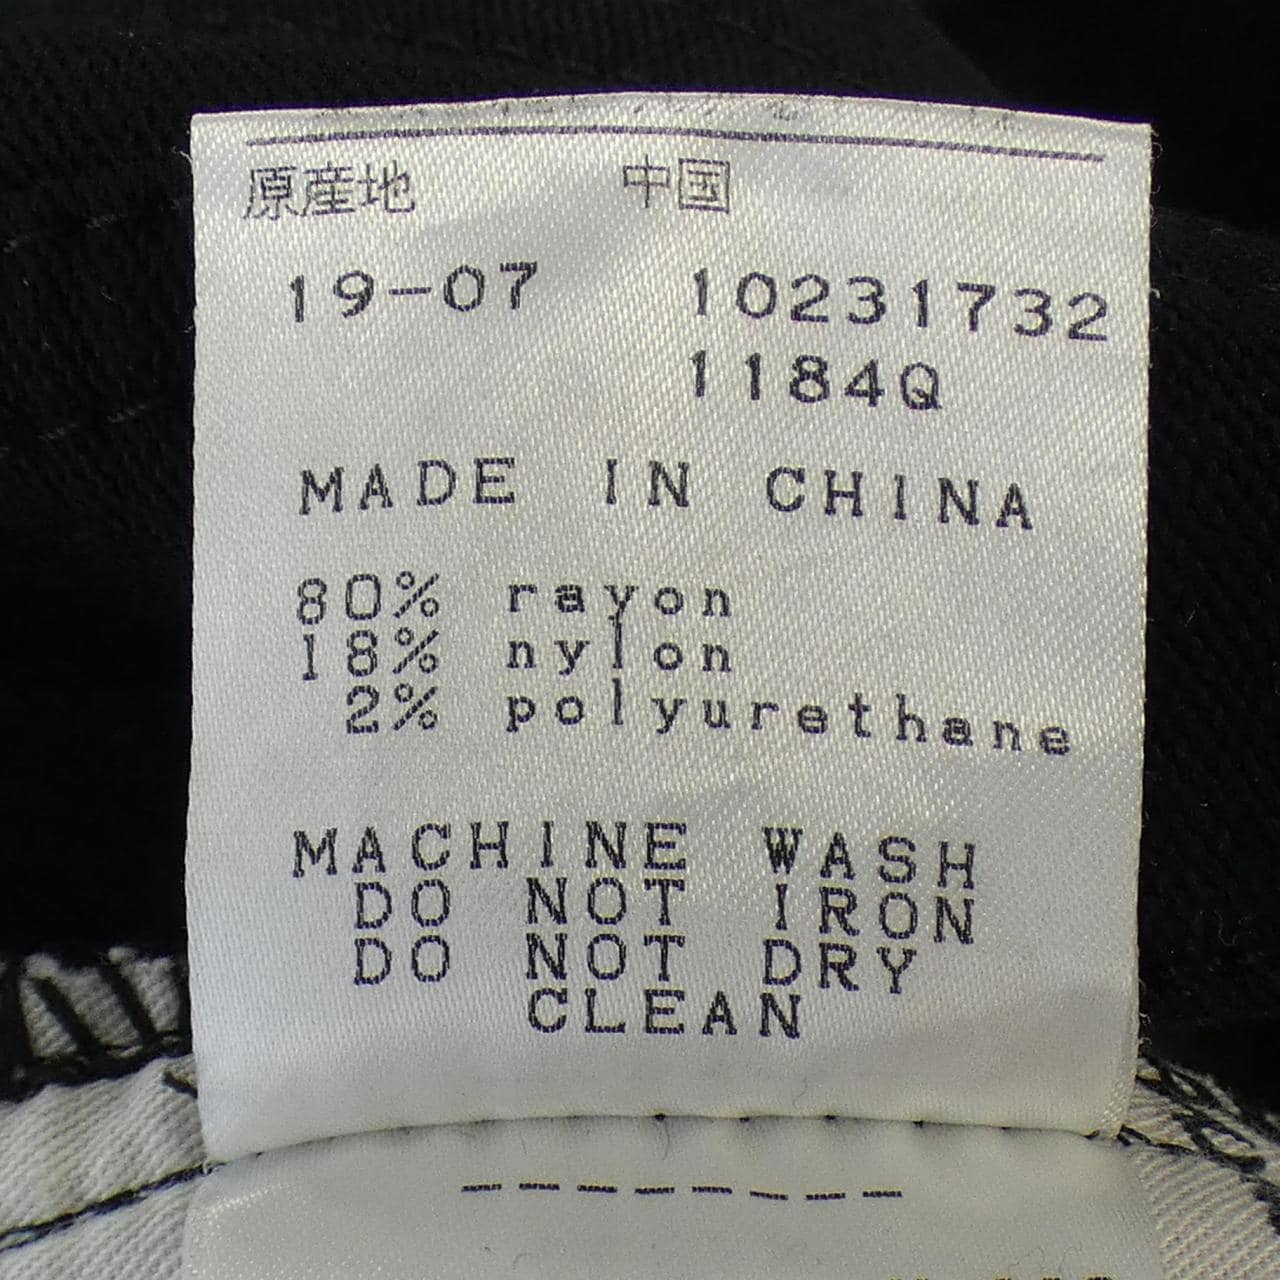 原産地 中国
19-07 10231732
1184Q
MADE IN CHINA
80% rayon
18% nylon
2% polyurethane
MACHINE WASH
DO NOT IRON
DO NOT DRY
CLEAN
--------